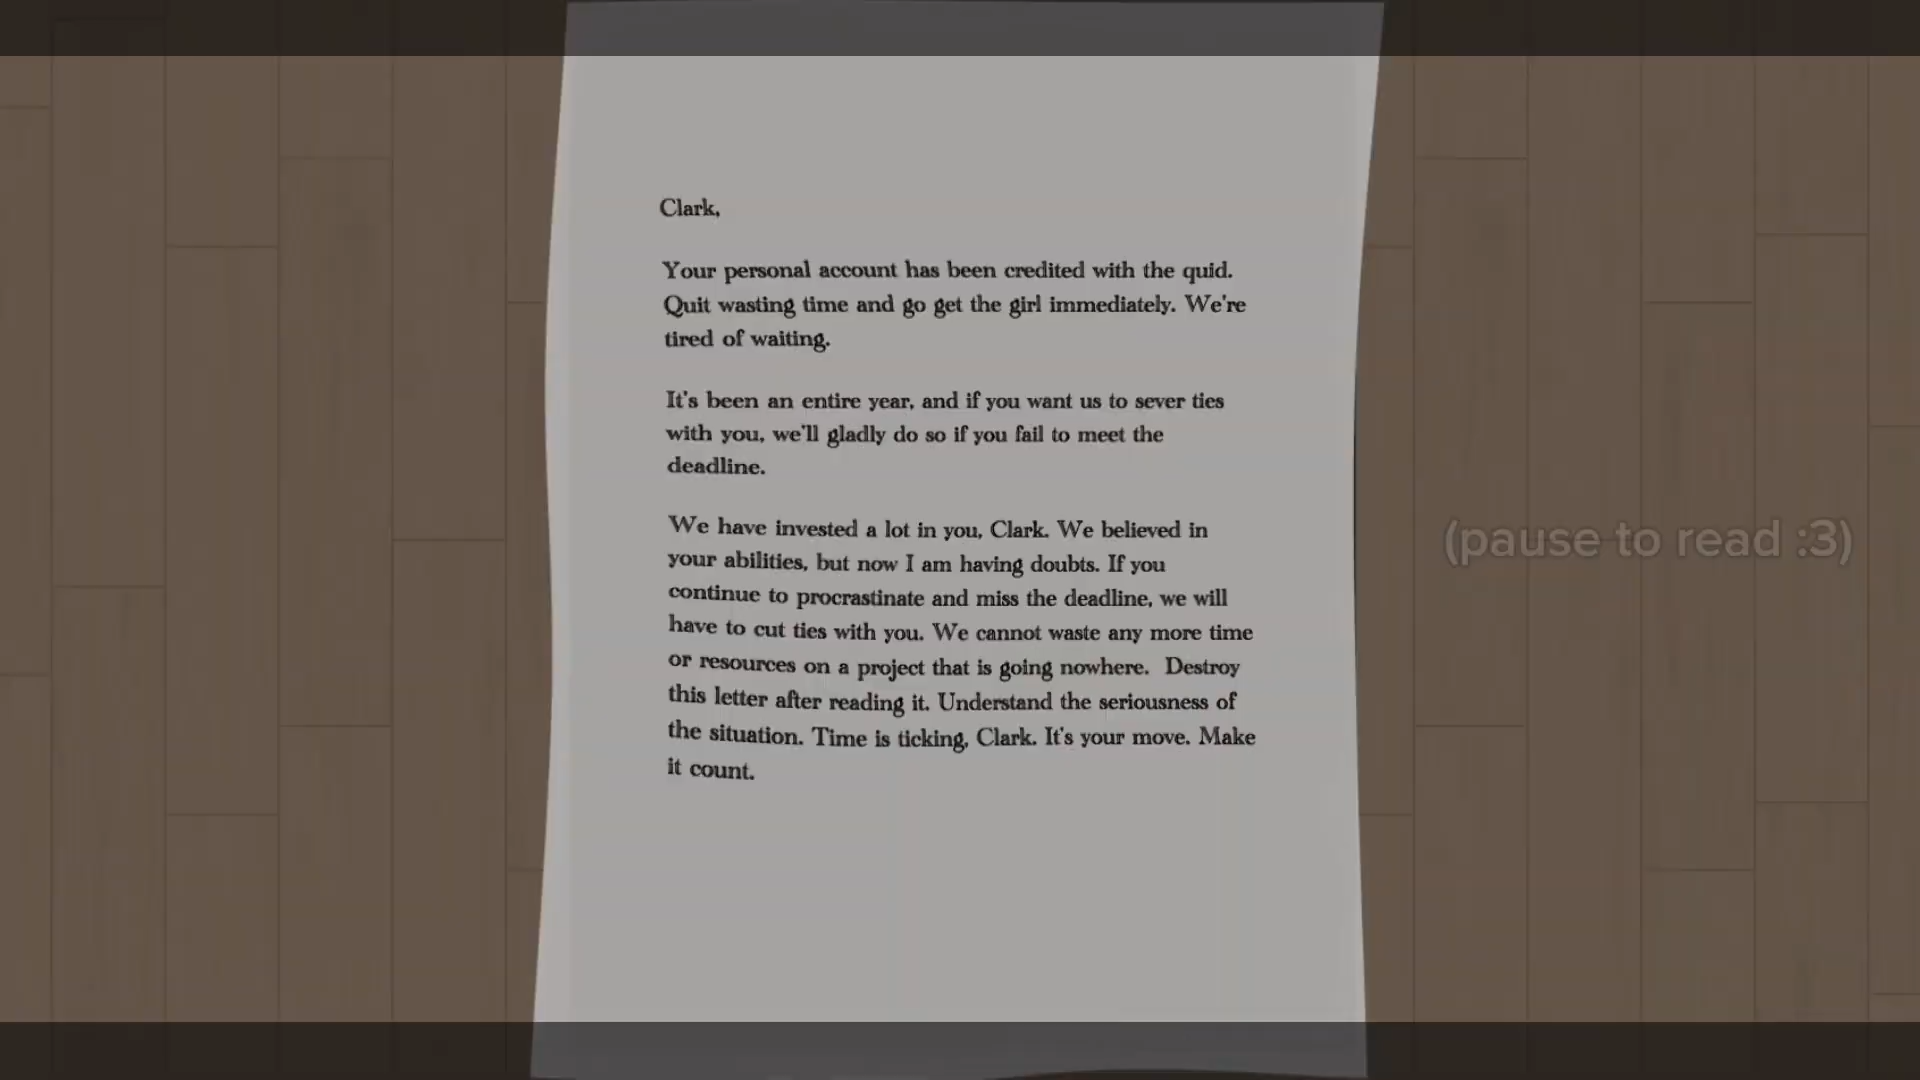 Clark,
Your personal account has been credited with the quid.
Quit wasting time and go get the girl immediately. We're
tired of waiting.
It's been an entire year, and if you want us to sever ties
with you, we'll gladly do so if you fail to meet the
deadline.
We have invested a lot in you, Clark. We believed in
your abilities, but now I am having doubts. If you
continue to procrastinate and miss the deadline, we will
have to cut ties with you. We cannot waste any more time
or resources on a project that is going nowhere. Destroy
this letter after reading it. Understand the seriousness of
the situation. Time is ticking, Clark. It's your move. Make
it count.
(pause to read :3)